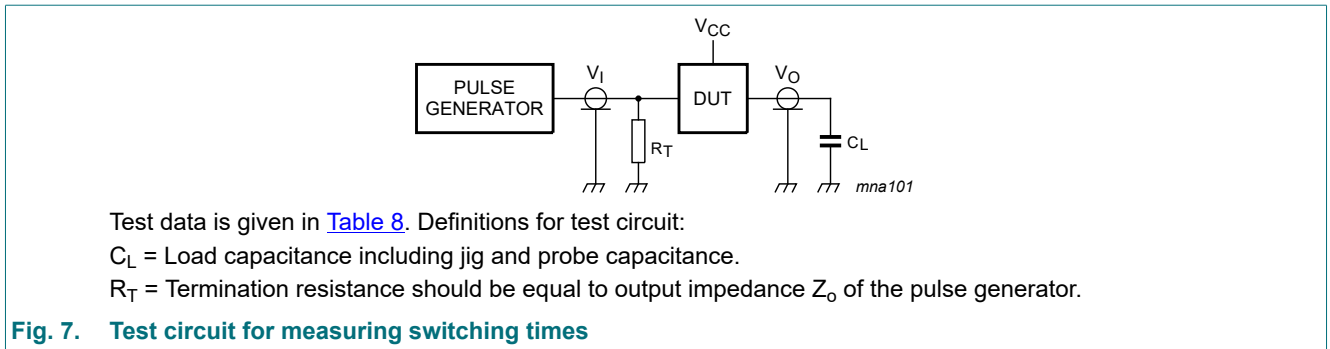 VCC
PULSE
GENERATOR
VI
DUT
VO
RT
CL
mna101
Test data is given in Table 8. Definitions for test circuit:
CL = Load capacitance including jig and probe capacitance.
RT = Termination resistance should be equal to output impedance Zo of the pulse generator.
Fig. 7. Test circuit for measuring switching times